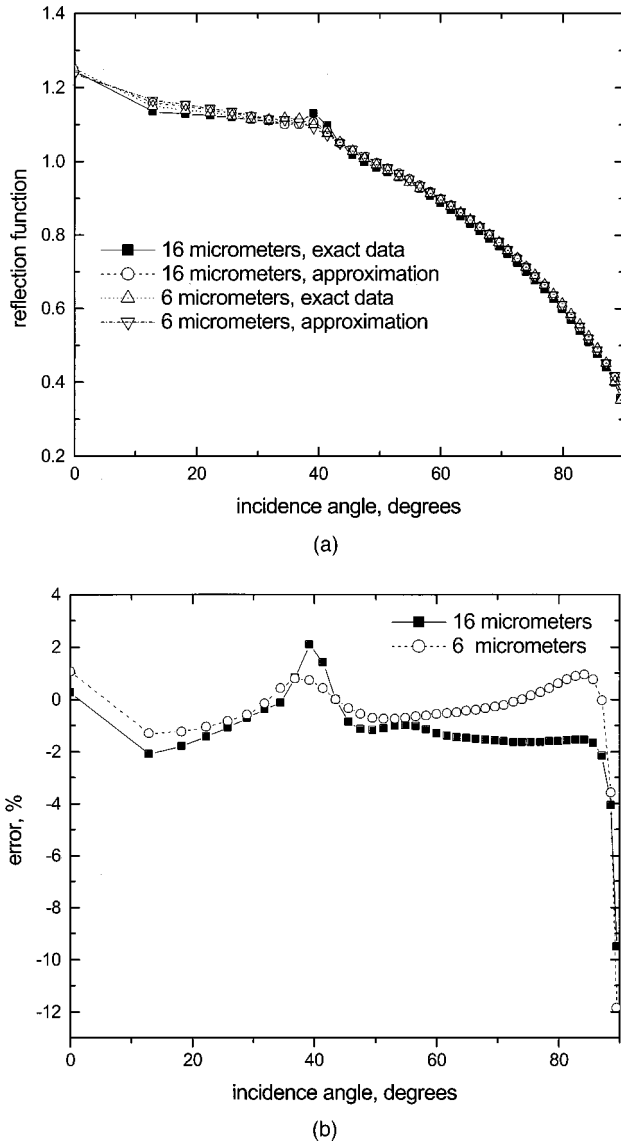 1.4
1.2
1.0
0.8
0.6
0.4
0.2
reflection function
16 micrometers, exact data
16 micrometers, approximation
6 micrometers, exact data
6 micrometers, approximation
0 20 40 60 80
incidence angle, degrees
(a)
4
2
0
-2
-4
-6
-8
-10
-12
error, %
16 micrometers
6 micrometers
0 20 40 60 80
incidence angle, degrees
(b)